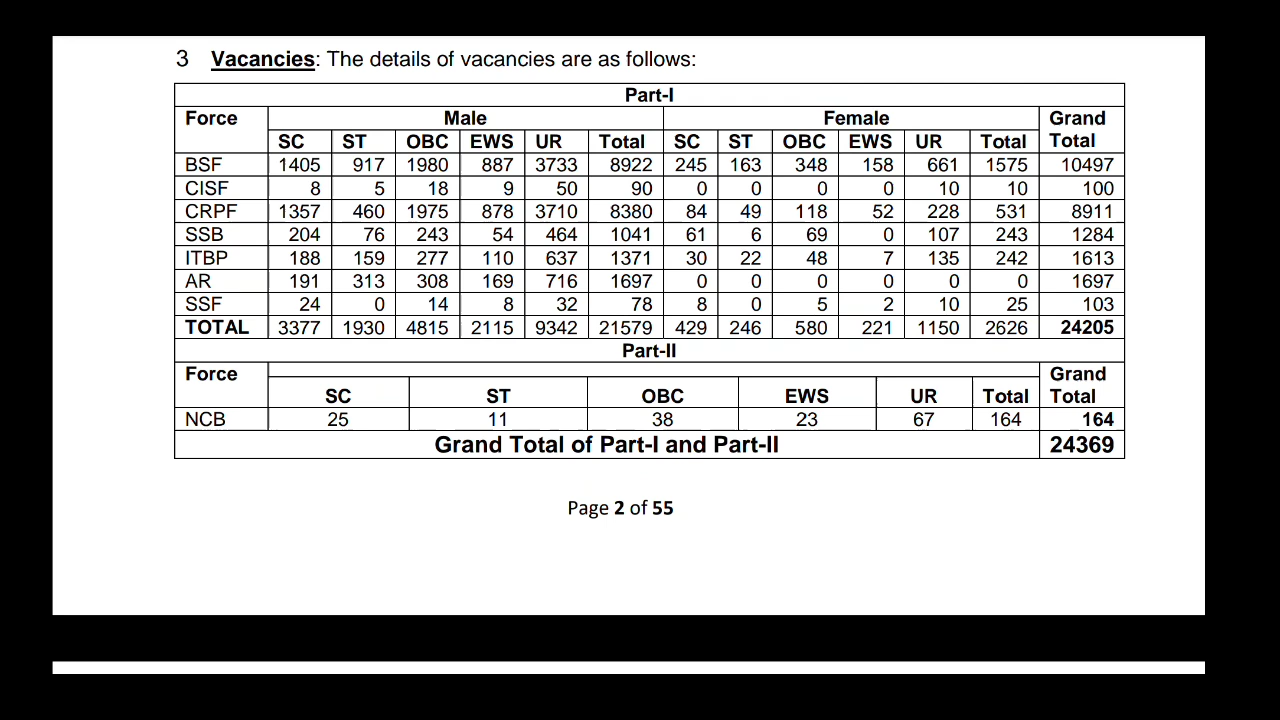 3 Vacancies: The details of vacancies are as follows:
Part-I
Force Male Female Grand Total
SC ST OBC EWS UR Total SC ST OBC EWS UR Total
BSF 1405 917 1980 887 3733 8922 245 163 348 158 661 1575 10497
CISF 8 5 18 9 50 90 0 0 0 0 10 10 100
CRPF 1357 460 1975 878 3710 8380 84 49 118 52 228 531 8911
SSB 204 76 243 54 464 1041 61 6 69 0 107 243 1284
ITBP 188 159 277 110 637 1371 30 22 48 7 135 242 1613
AR 191 313 308 169 716 1697 0 0 0 0 0 0 1697
SSF 24 0 14 8 32 78 8 0 5 2 10 25 103
TOTAL 3377 1930 4815 2115 9342 21579 429 246 580 221 1150 2626 24205
Part-II
Force Grand
SC ST OBC EWS UR Total Total
NCB 25 11 38 23 67 164 164
Grand Total of Part-I and Part-II 24369
Page 2 of 55